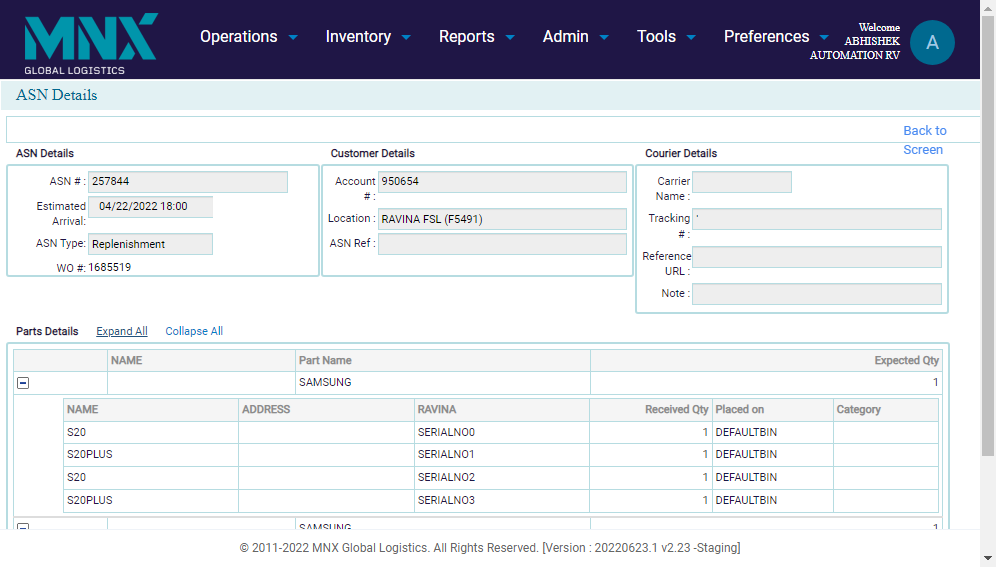 MNX
GLOBAL LOGISTICS
Operations Inventory Reports Admin Tools Preferences
Welcome
ABHISHEK
AUTOMATION RV
A
ASN Details
Back to
Screen
ASN Details
ASN # : 257844
Estimated
Arrival: 04/22/2022 18:00
ASN Type: Replenishment
WO #: 1685519
Customer Details
Account
# : 950654
Location : RAVINA FSL (F5491)
ASN Ref :
Courier Details
Carrier
Name :
Tracking
# : '
Reference
URL :
Note :
Parts Details Expand All Collapse All
NAME Part Name Expected Qty
SAMSUNG 1
NAME ADDRESS RAVINA Received Qty Placed on Category
S20 SERIALNO0 1 DEFAULTBIN
S20PLUS SERIALNO1 1 DEFAULTBIN
S20 SERIALNO2 1 DEFAULTBIN
S20PLUS SERIALNO3 1 DEFAULTBIN
SAMSUNG 1
© 2011-2022 MNX Global Logistics. All Rights Reserved. [Version : 20220623.1 v2.23 -Staging]